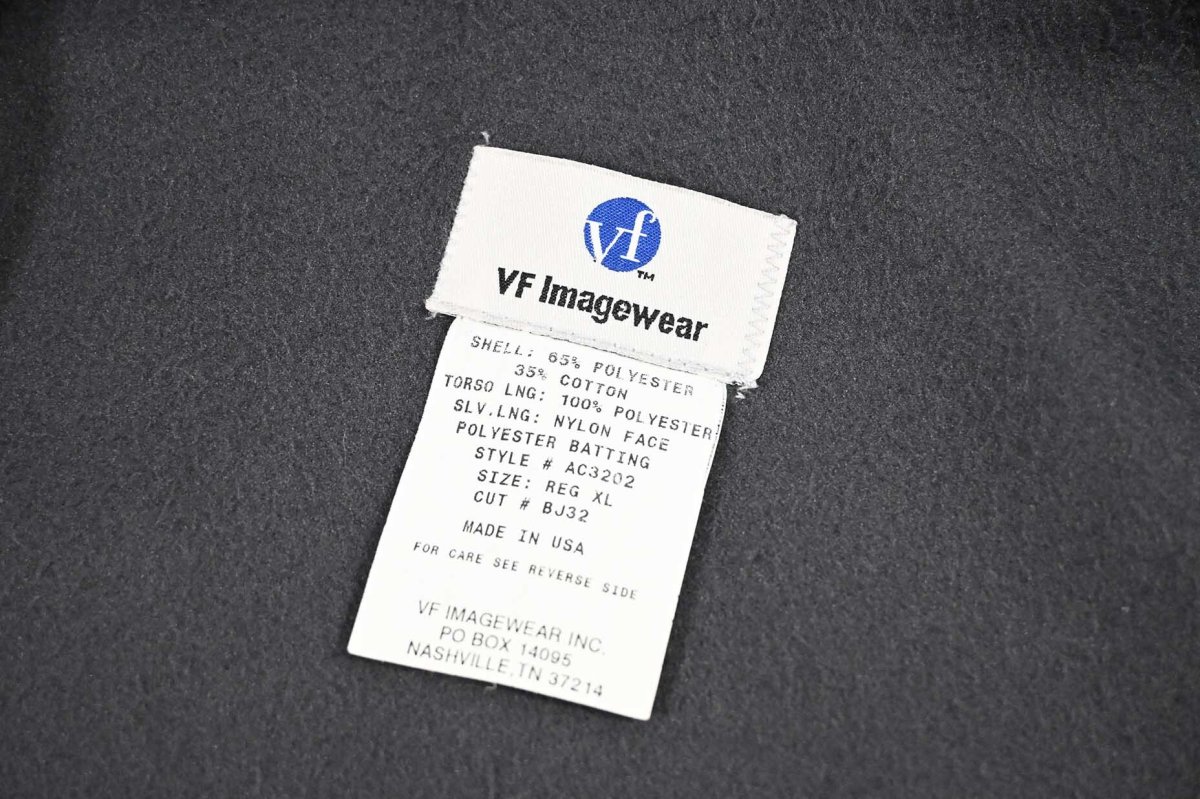 vf™
VF Imagewear
SHELL: 65% POLYESTER
35% COTTON
TORSO LNG: 100% POLYESTER
SLV.LNG: NYLON FACE
POLYESTER BATTING
STYLE # AC3202
SIZE: REG XL
CUT # BJ32
MADE IN USA
FOR CARE SEE REVERSE SIDE
VF IMAGEWEAR INC.
PO BOX 14095
NASHVILLE, TN 37214